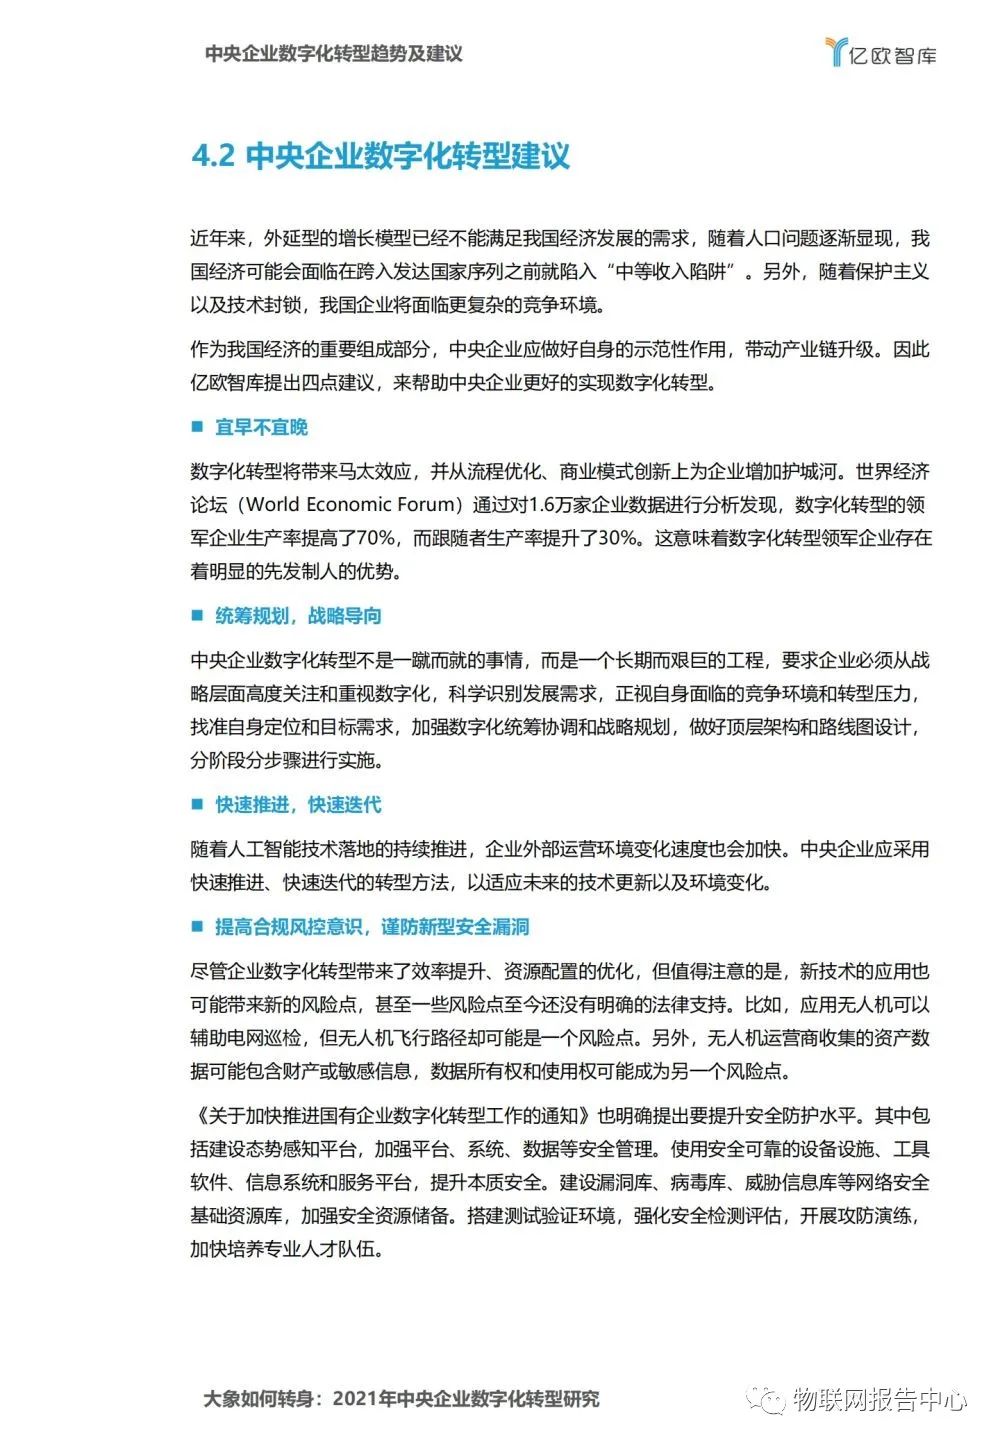 中央企业数字化转型趋势及建议
亿欧智库
4.2 中央企业数字化转型建议
近年来，外延型的增长模型已经不能满足我国经济发展的需求，随着人口问题逐渐显现，我
国经济可能会面临在跨入发达国家序列之前就陷入“中等收入陷阱”。另外，随着保护主义
以及技术封锁，我国企业将面临更复杂的竞争环境。
作为我国经济的重要组成部分，中央企业应做好自身的示范性作用，带动产业链升级。因此
亿欧智库提出四点建议，来帮助中央企业更好的实现数字化转型。
■ 宜早不宜晚
数字化转型将带来马太效应，并从流程优化、商业模式创新上为企业增加护城河。世界经济
论坛（World Economic Forum）通过对1.6万家企业数据进行分析发现，数字化转型的领
军企业生产率提高了70%，而跟随者生产率提升了30%。这意味着数字化转型领军企业存在
着明显的先发制人的优势。
■ 统筹规划，战略导向
中央企业数字化转型不是一蹴而就的事情，而是一个长期而艰巨的工程，要求企业必须从战
略层面高度关注和重视数字化，科学识别发展需求，正视自身面临的竞争环境和转型压力，
找准自身定位和目标需求，加强数字化统筹协调和战略规划，做好顶层架构和路线图设计，
分阶段分步骤进行实施。
■ 快速推进，快速迭代
随着人工智能技术落地的持续推进，企业外部运营环境变化速度也会加快。中央企业应采用
快速推进、快速迭代的转型方法，以适应未来的技术更新以及环境变化。
■ 提高合规风控意识，谨防新型安全漏洞
尽管企业数字化转型带来了效率提升、资源配置的优化，但值得注意的是，新技术的应用也
可能带来新的风险点，甚至一些风险点至今还没有明确的法律支持。比如，应用无人机可以
辅助电网巡检，但无人机飞行路径却可能是一个风险点。另外，无人机运营商收集的资产数
据可能包含财产或敏感信息，数据所有权和使用权可能成为另一个风险点。
《关于加快推进国有企业数字化转型工作的通知》也明确提出要提升安全防护水平。其中包
括建设态势感知平台，加强平台、系统、数据等安全管理。使用安全可靠的设备设施、工具
软件、信息系统和服务平台，提升本质安全。建设漏洞库、病毒库、威胁信息库等网络安全
基础资源库，加强安全资源储备。搭建测试验证环境，强化安全检测评估，开展攻防演练，
加快培养专业人才队伍。
大象如何转身：2021年中央企业数字化转型研究
物联网报告中心